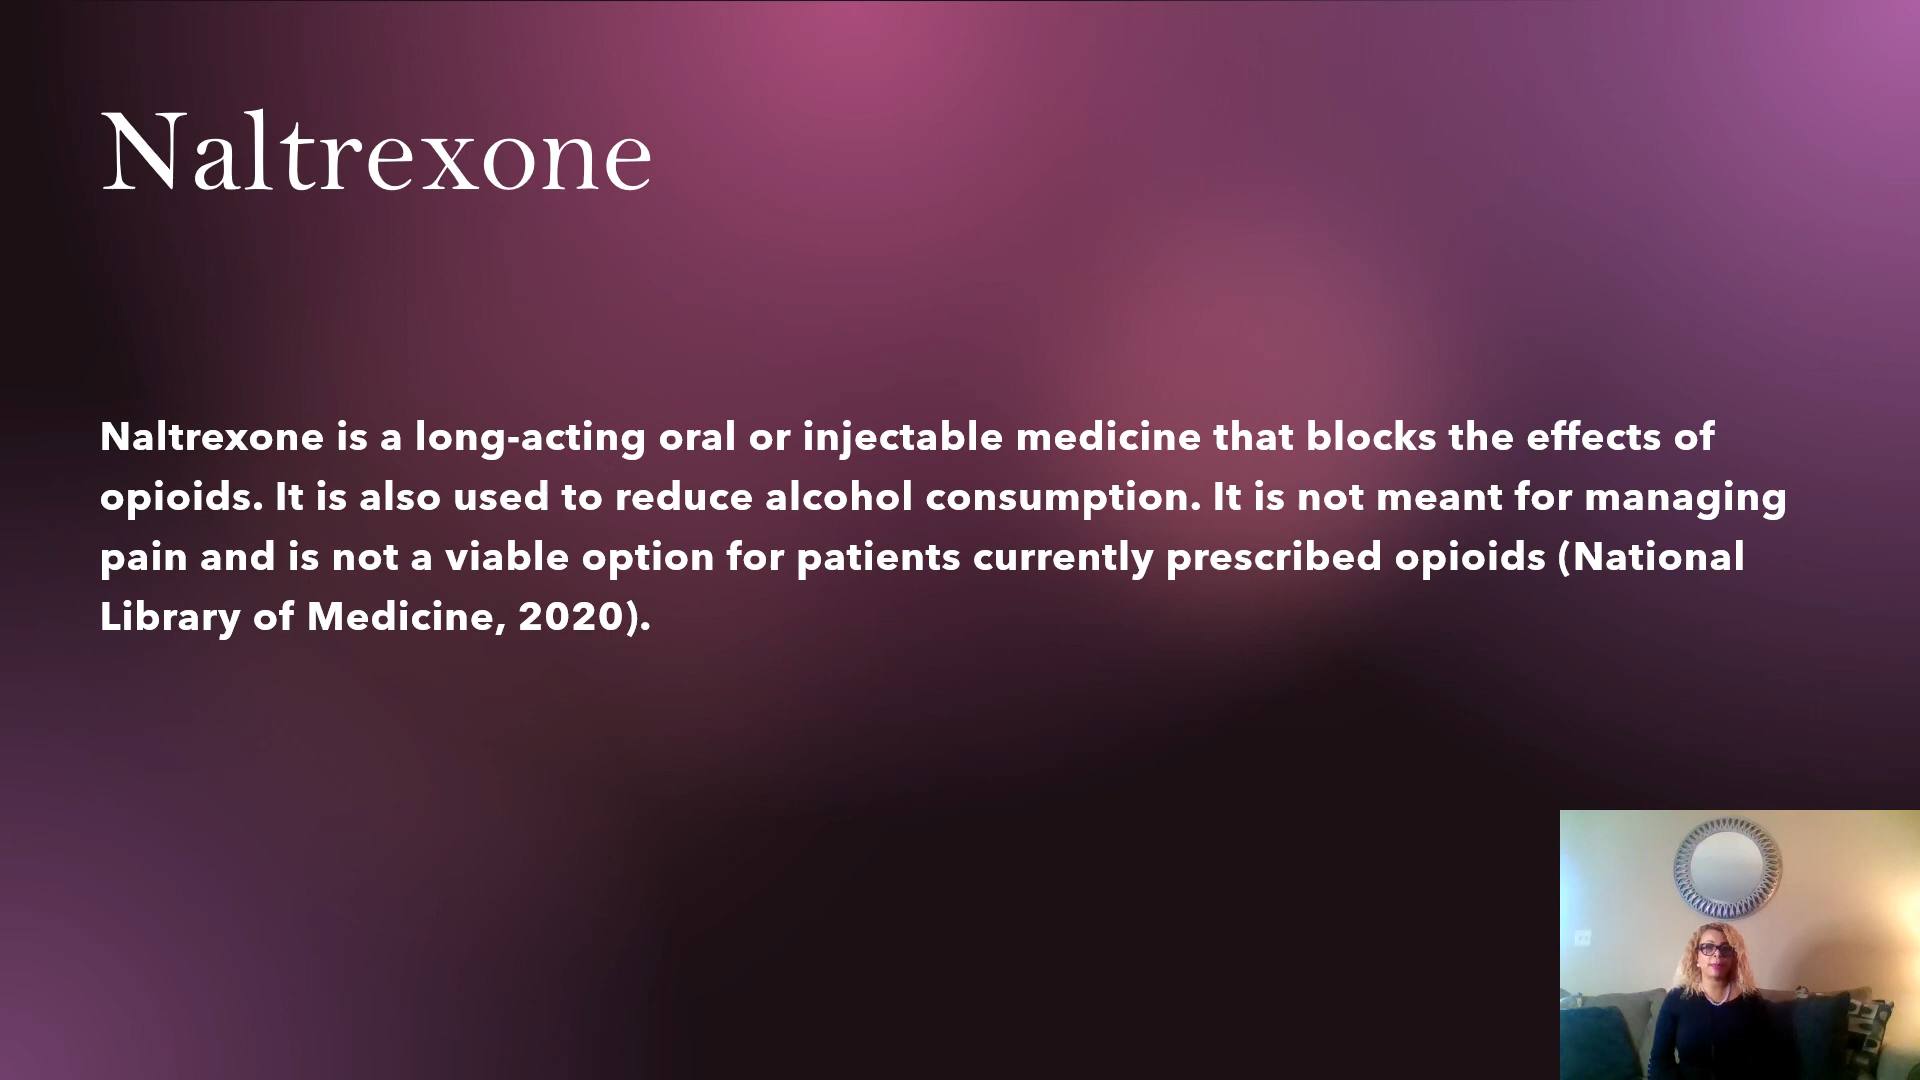 Naltrexone
Naltrexone is a long-acting oral or injectable medicine that blocks the effects of
opioids. It is also used to reduce alcohol consumption. It is not meant for managing
pain and is not a viable option for patients currently prescribed opioids (National
Library of Medicine, 2020).